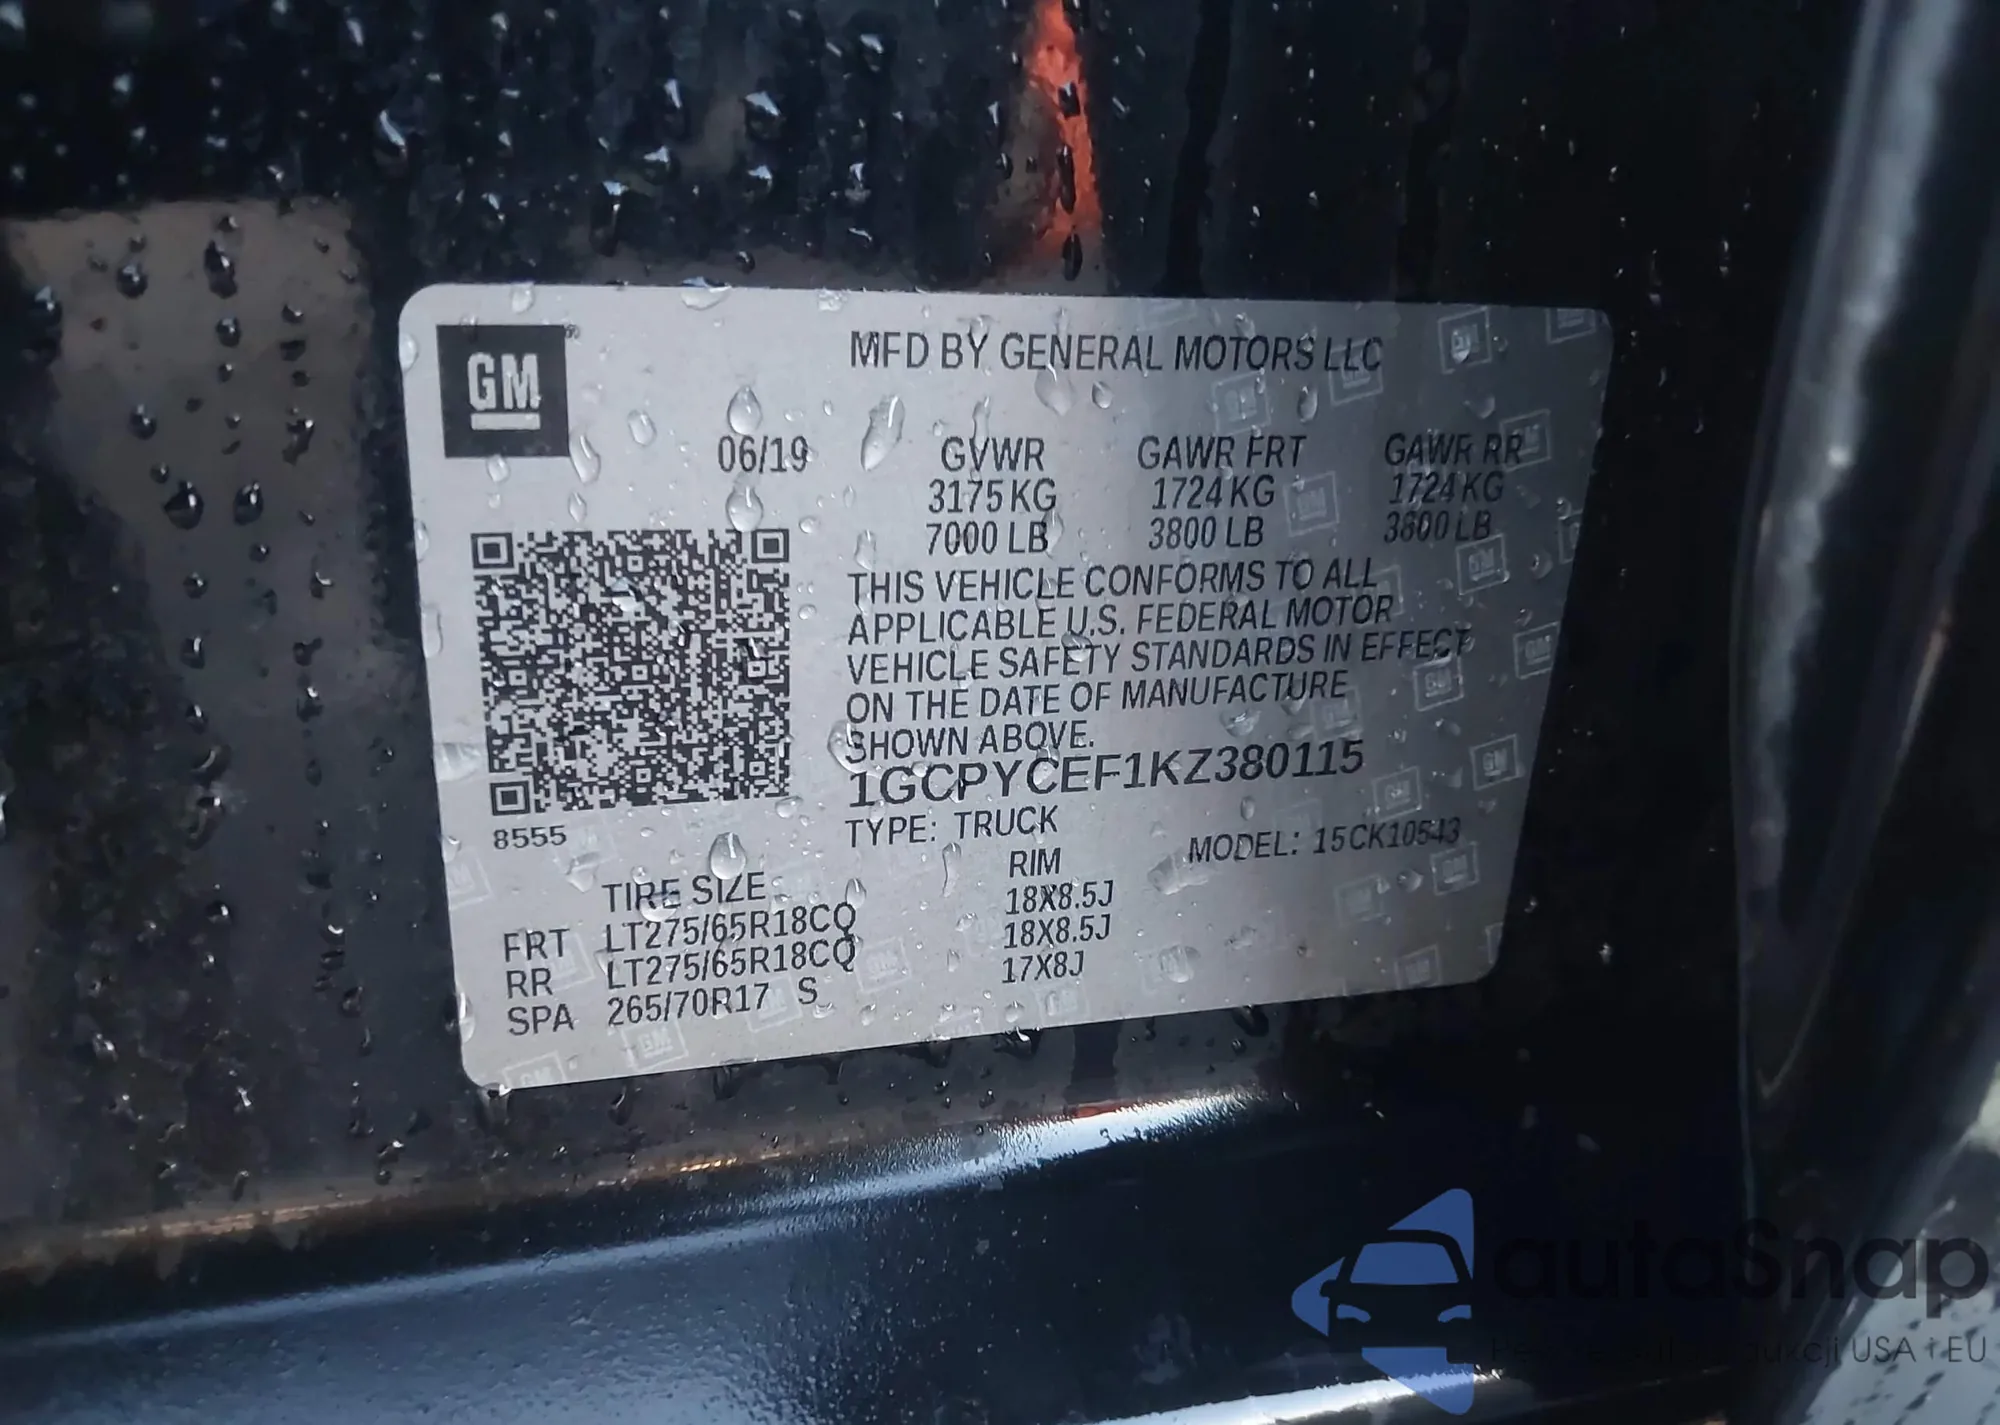 GM
MFD BY GENERAL MOTORS LLC
06/19 GVWR GAWR FRT GAWR RR
3175 KG 1724 KG 1724 KG
7000 LB 3800 LB 3800 LB
THIS VEHICLE CONFORMS TO ALL
APPLICABLE U.S. FEDERAL MOTOR
VEHICLE SAFETY STANDARDS IN EFFECT
ON THE DATE OF MANUFACTURE
SHOWN ABOVE.
1GCPYCEF1KZ380115
8555
TYPE: TRUCK
MODEL: 15CK10543
TIRE SIZE RIM
FRT LT275/65R18CQ 18X8.5J
RR LT275/65R18CQ 18X8.5J
SPA 265/70R17 S 17X8J
autaSnap
USA i EU